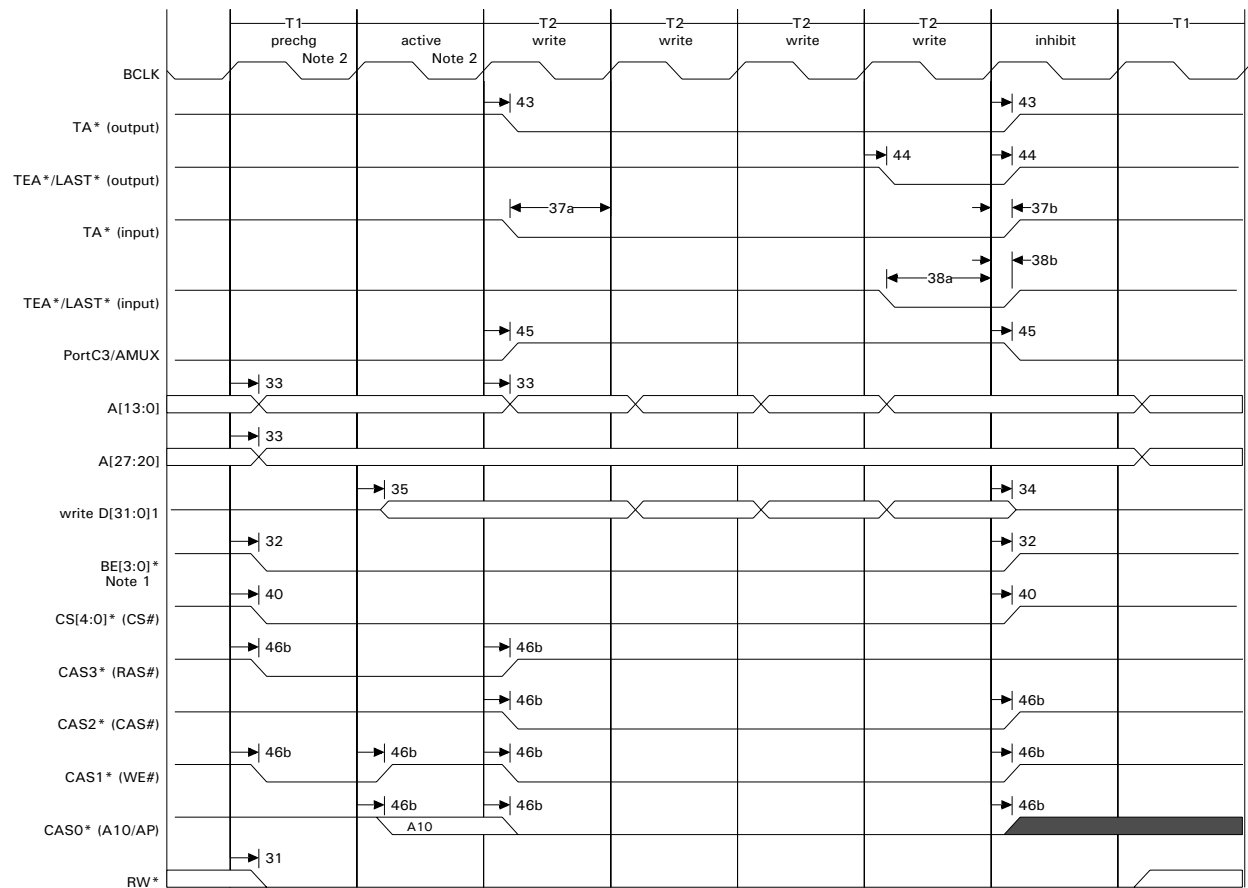 T1 T2 T2 T2 T2 T1
prechg active write write write write inhibit
Note 2 Note 2
BCLK
43 43
TA* (output)
44 44
TEA*/LAST* (output)
37a 37b
TA* (input)
38b
38a
TEA*/LAST* (input)
45 45
PortC3/AMUX
33 33
A[13:0]
33
A[27:20]
35 34
write D[31:0]1
32 32
BE[3:0]*
Note 1
40 40
CS[4:0]* (CS#)
46b 46b
CAS3* (RAS#)
46b 46b
CAS2* (CAS#)
46b 46b 46b 46b
CAS1* (WE#)
46b 46b 46b
CAS0* (A10/AP) A10
31
RW*